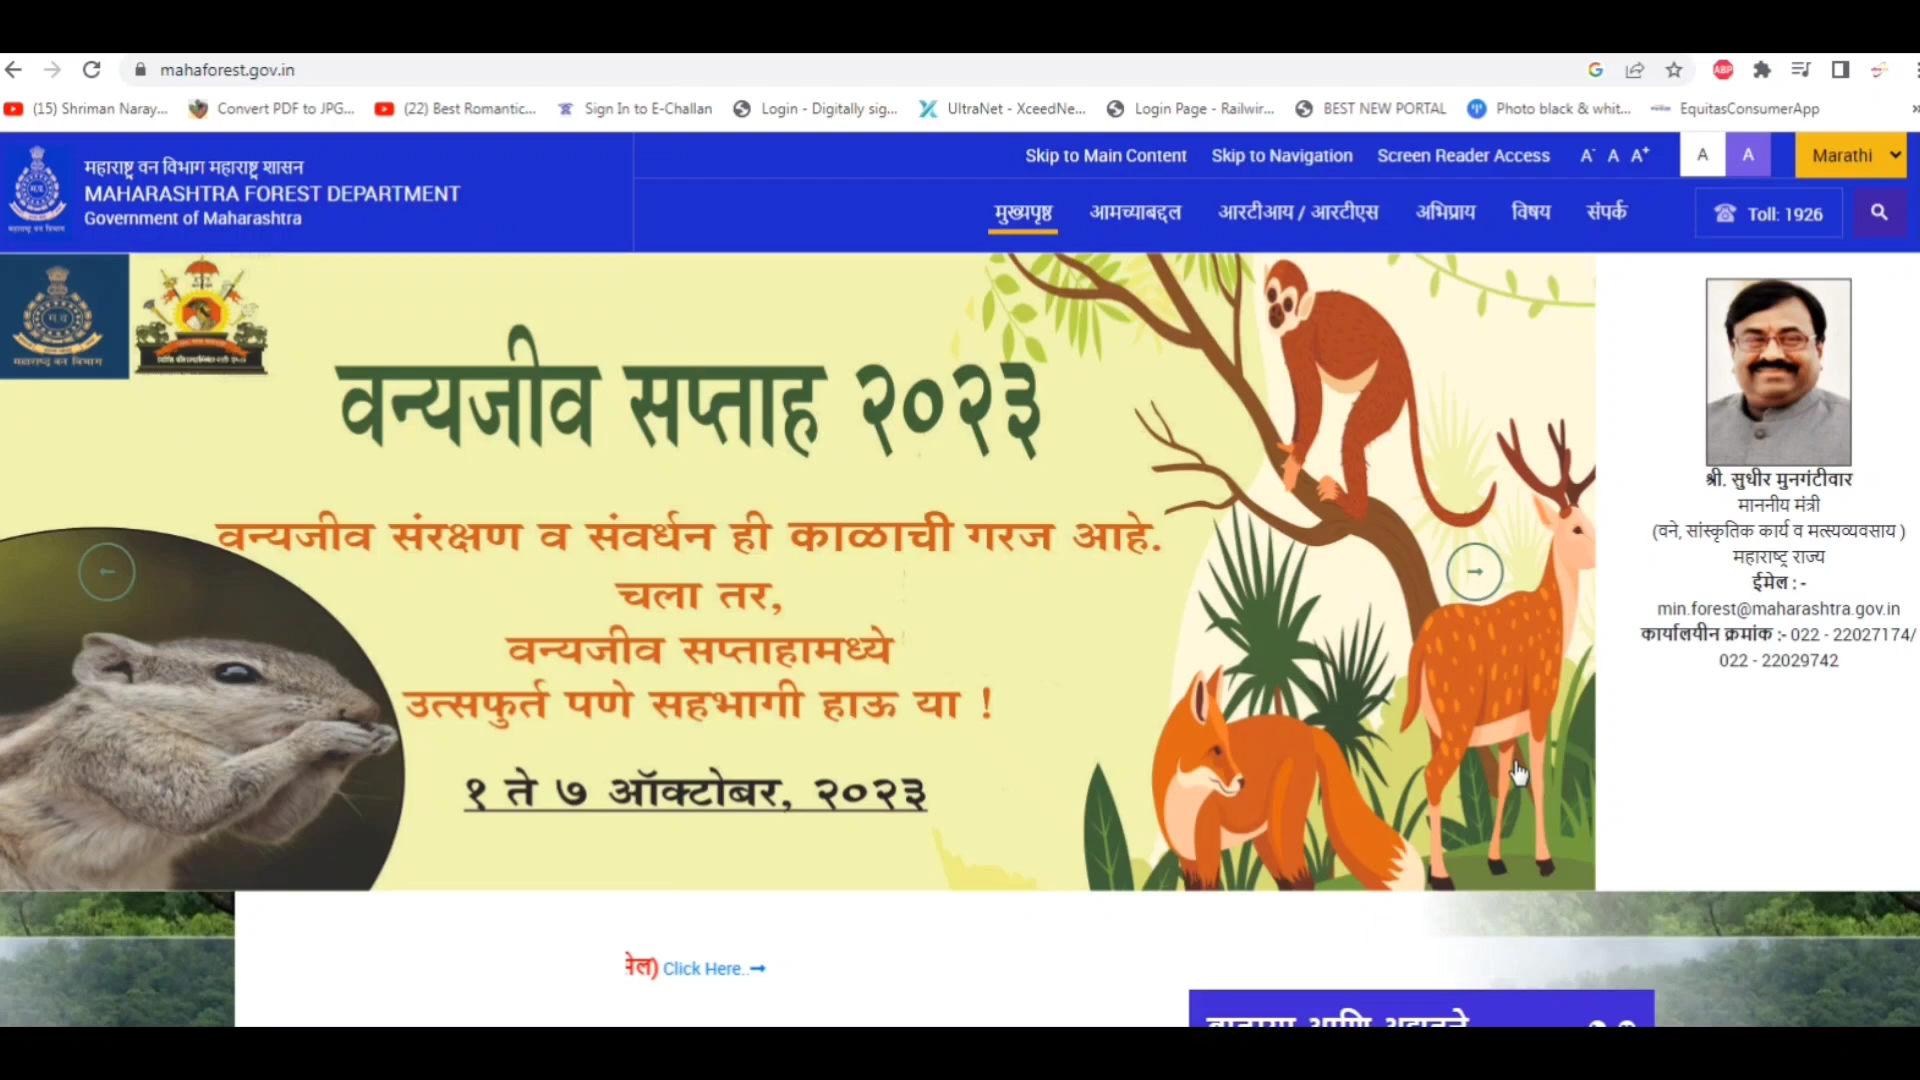 mahaforest.gov.in
(15) Shriman Naray...
Convert PDF to JPG...
(22) Best Romantic...
Sign In to E-Challan
Login - Digitally sig...
UltraNet - XceedNe...
Login Page - Railwir...
BEST NEW PORTAL
Photo black & whit...
EquitasConsumerApp
महाराष्ट्र वन विभाग महाराष्ट्र शासन
MAHARASHTRA FOREST DEPARTMENT
Government of Maharashtra
Skip to Main Content
Skip to Navigation
Screen Reader Access
A- A A+
A
A
Marathi
मुख्यपृष्ठ
आमच्याबद्दल
आरटीआय / आरटीएस
अभिप्राय
विषय
संपर्क
Toll: 1926
महाराष्ट्र वन विभाग
वन्यजीव सप्ताह २०२३
वन्यजीव संरक्षण व संवर्धन ही काळाची गरज आहे.
चला तर,
वन्यजीव सप्ताहामध्ये
उत्सफुर्त पणे सहभागी हाऊ या !
१ ते ७ ऑक्टोबर, २०२३
श्री. सुधीर मुनगंटीवार
माननीय मंत्री
(वने, सांस्कृतिक कार्य व मत्स्यव्यवसाय )
महाराष्ट्र राज्य
ईमेल : -
min.forest@maharashtra.gov.in
कार्यालयीन क्रमांक :- 022 - 22027174/
022 - 22029742
मेल) Click Here..→